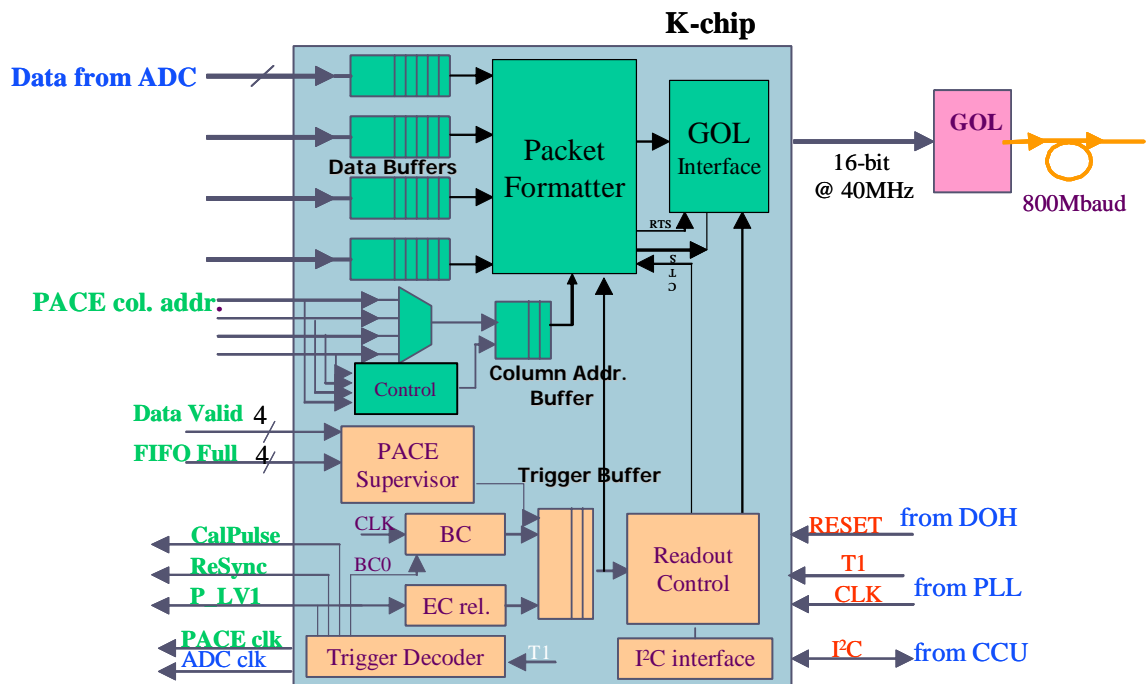 K-chip
Data from ADC
Data Buffers
Packet
Formatter
GOL
Interface
RTS
CTS
16-bit
@ 40MHz
GOL
800Mbaud
PACE col. addr.
Control
Column Addr.
Buffer
Data Valid 4
FIFO Full 4
PACE
Supervisor
Trigger Buffer
CLK
BC
BC0
EC rel.
CalPulse
ReSync
P_LV1
PACE clk
ADC clk
Trigger Decoder
T1
Readout
Control
I²C interface
RESET from DOH
T1
CLK from PLL
I²C from CCU